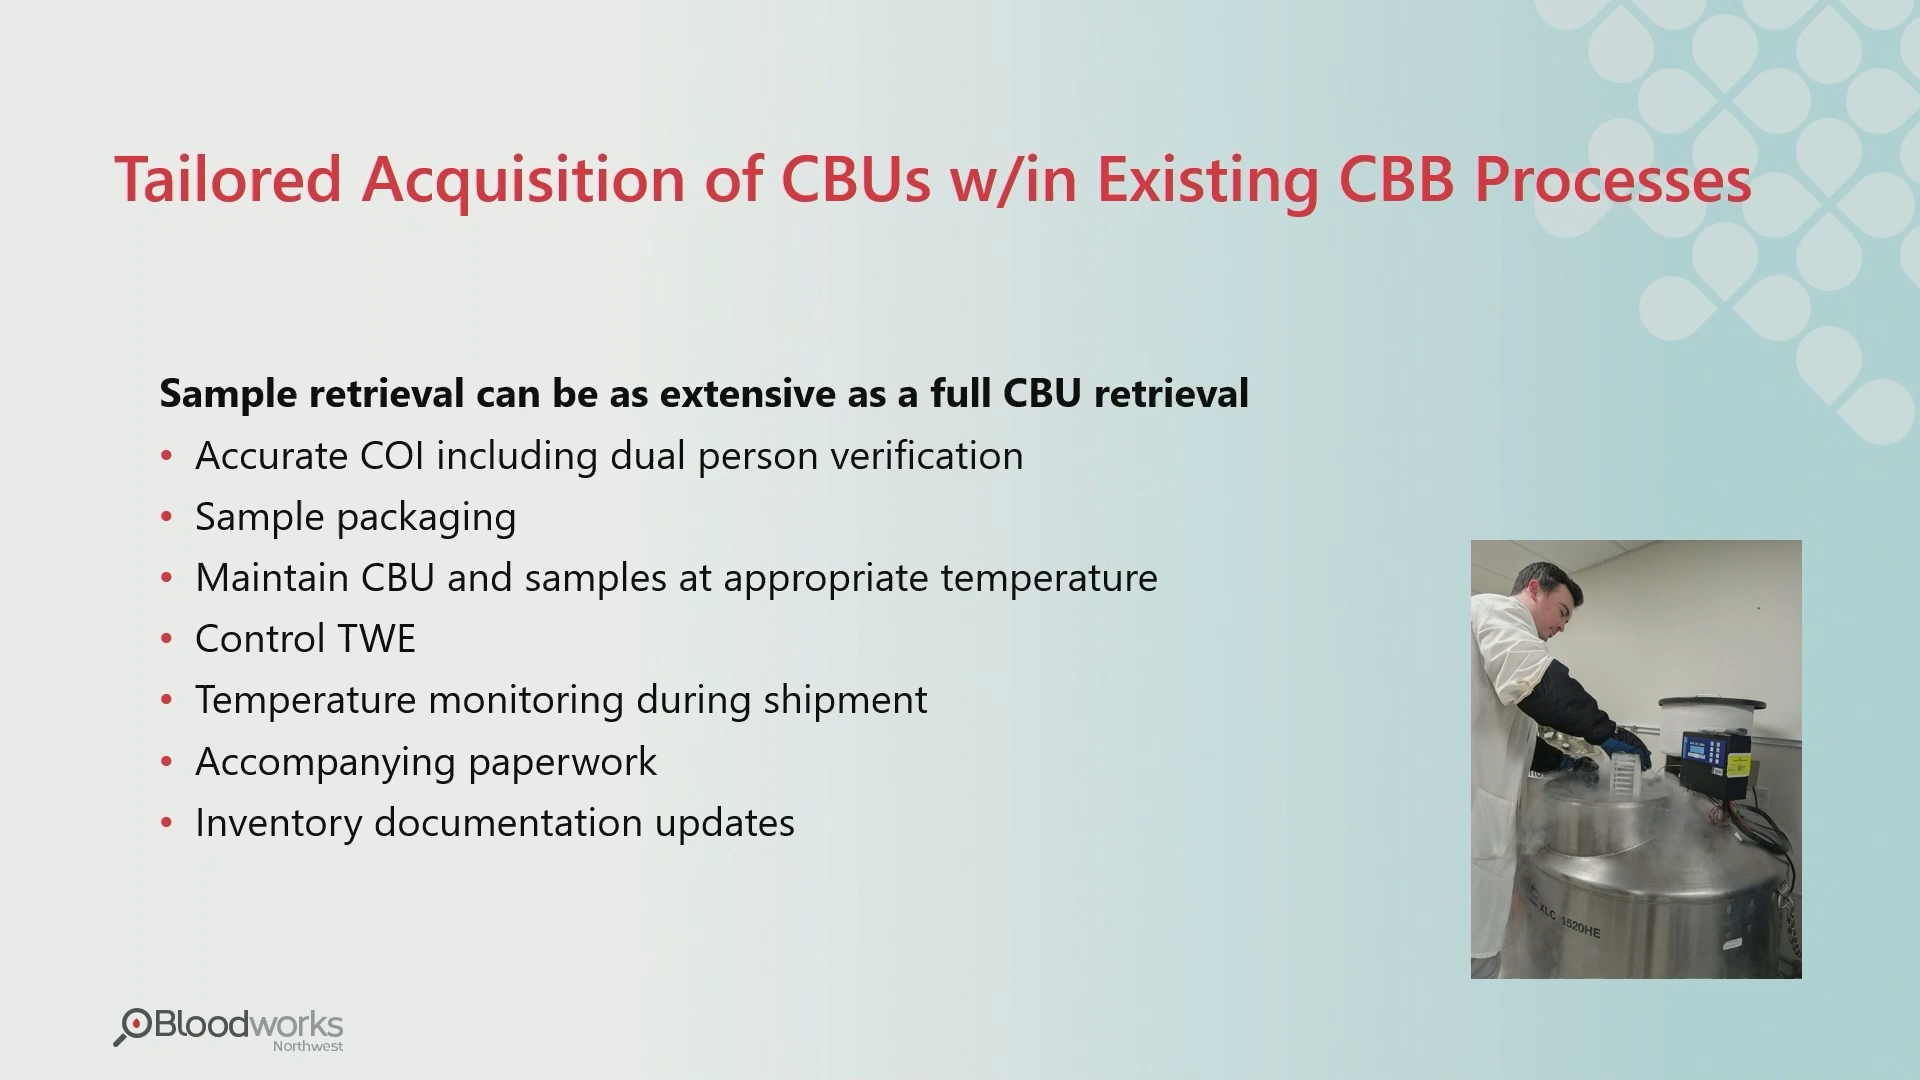 Tailored Acquisition of CBUs w/in Existing CBB Processes
Sample retrieval can be as extensive as a full CBU retrieval
• Accurate COI including dual person verification
• Sample packaging
• Maintain CBU and samples at appropriate temperature
• Control TWE
• Temperature monitoring during shipment
• Accompanying paperwork
• Inventory documentation updates
XLC 1520HE
Bloodworks
Northwest